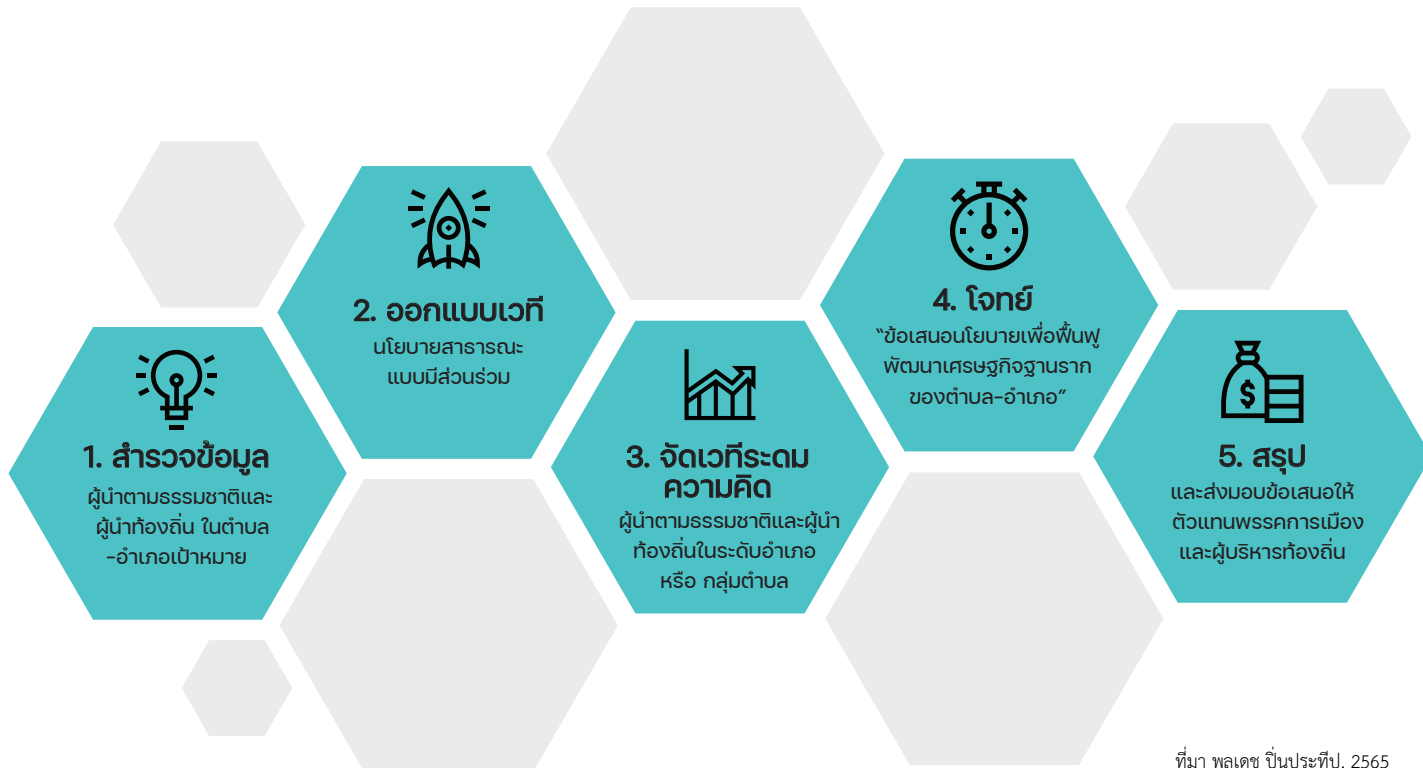 1. สำรวจข้อมูล
ผู้นำตามธรรมชาติและ
ผู้นำท้องถิ่น ในตำบล
-อำเภอเป้าหมาย
2. ออกแบบเวที
นโยบายสาธารณะ
แบบมีส่วนร่วม
3. จัดเวทีระดม
ความคิด
ผู้นำตามธรรมชาติและผู้นำ
ท้องถิ่นในระดับอำเภอ
หรือ กลุ่มตำบล
4. โจทย์
“ข้อเสนอนโยบายเพื่อฟื้นฟู
พัฒนาเศรษฐกิจฐานราก
ของตำบล-อำเภอ”
5. สรุป
และส่งมอบข้อเสนอให้
ตัวแทนพรรคการเมือง
และผู้บริหารท้องถิ่น
ที่มา พลเดช ปิ่นประทีป, 2565